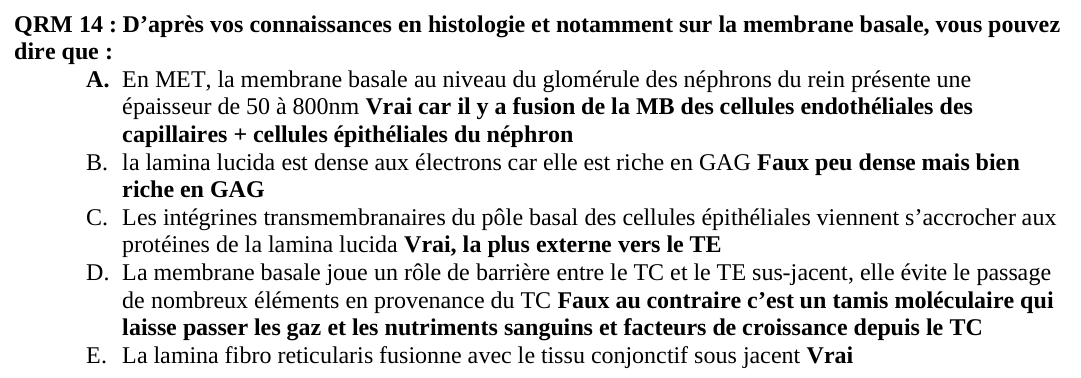 QRM 14 : D’après vos connaissances en histologie et notamment sur la membrane basale, vous pouvez
dire que :
A. En MET, la membrane basale au niveau du glomérule des néphrons du rein présente une
épaisseur de 50 à 800nm Vrai car il y a fusion de la MB des cellules endothéliales des
capillaires + cellules épithéliales du néphron
B. la lamina lucida est dense aux électrons car elle est riche en GAG Faux peu dense mais bien
riche en GAG
C. Les intégrines transmembranaires du pôle basal des cellules épithéliales viennent s’accrocher aux
protéines de la lamina lucida Vrai, la plus externe vers le TE
D. La membrane basale joue un rôle de barrière entre le TC et le TE sus-jacent, elle évite le passage
de nombreux éléments en provenance du TC Faux au contraire c’est un tamis moléculaire qui
laisse passer les gaz et les nutriments sanguins et facteurs de croissance depuis le TC
E. La lamina fibro reticularis fusionne avec le tissu conjonctif sous jacent Vrai